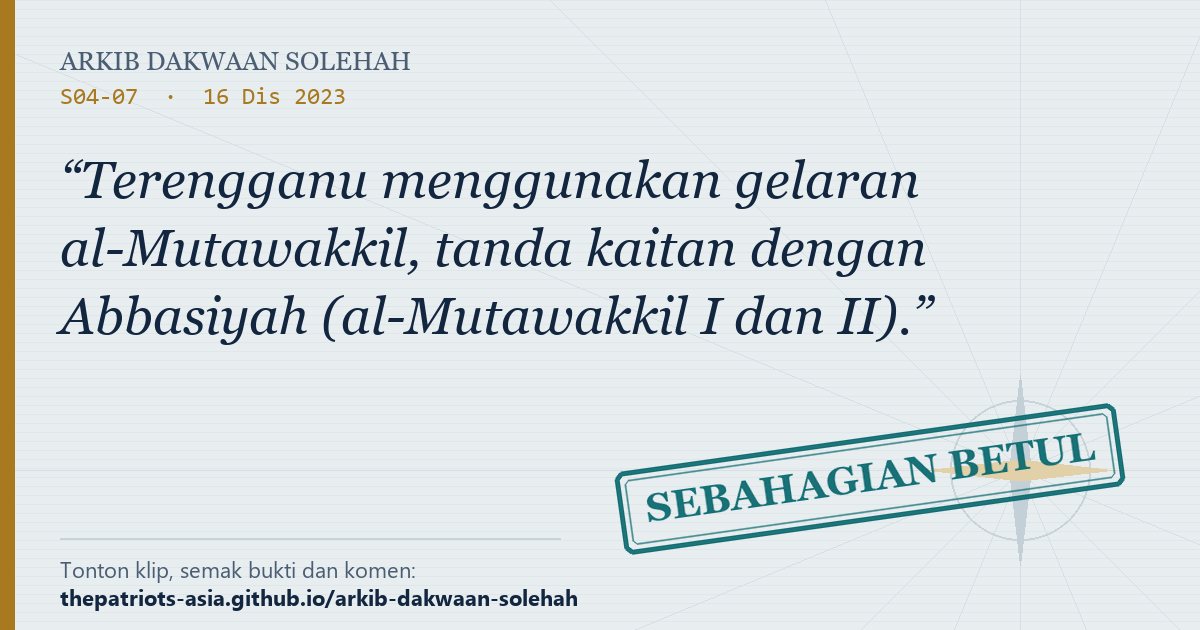 ARKIB DAKWAAN SOLEHAH
S04-07 · 16 Dis 2023
“Terengganu menggunakan gelaran
al-Mutawakkil, tanda kaitan dengan
Abbasiyah (al-Mutawakkil I dan II).”
SEBAHAGIAN BETUL
Tonton klip, semak bukti dan komen:
thepatriots-asia.github.io/arkib-dakwaan-solehah